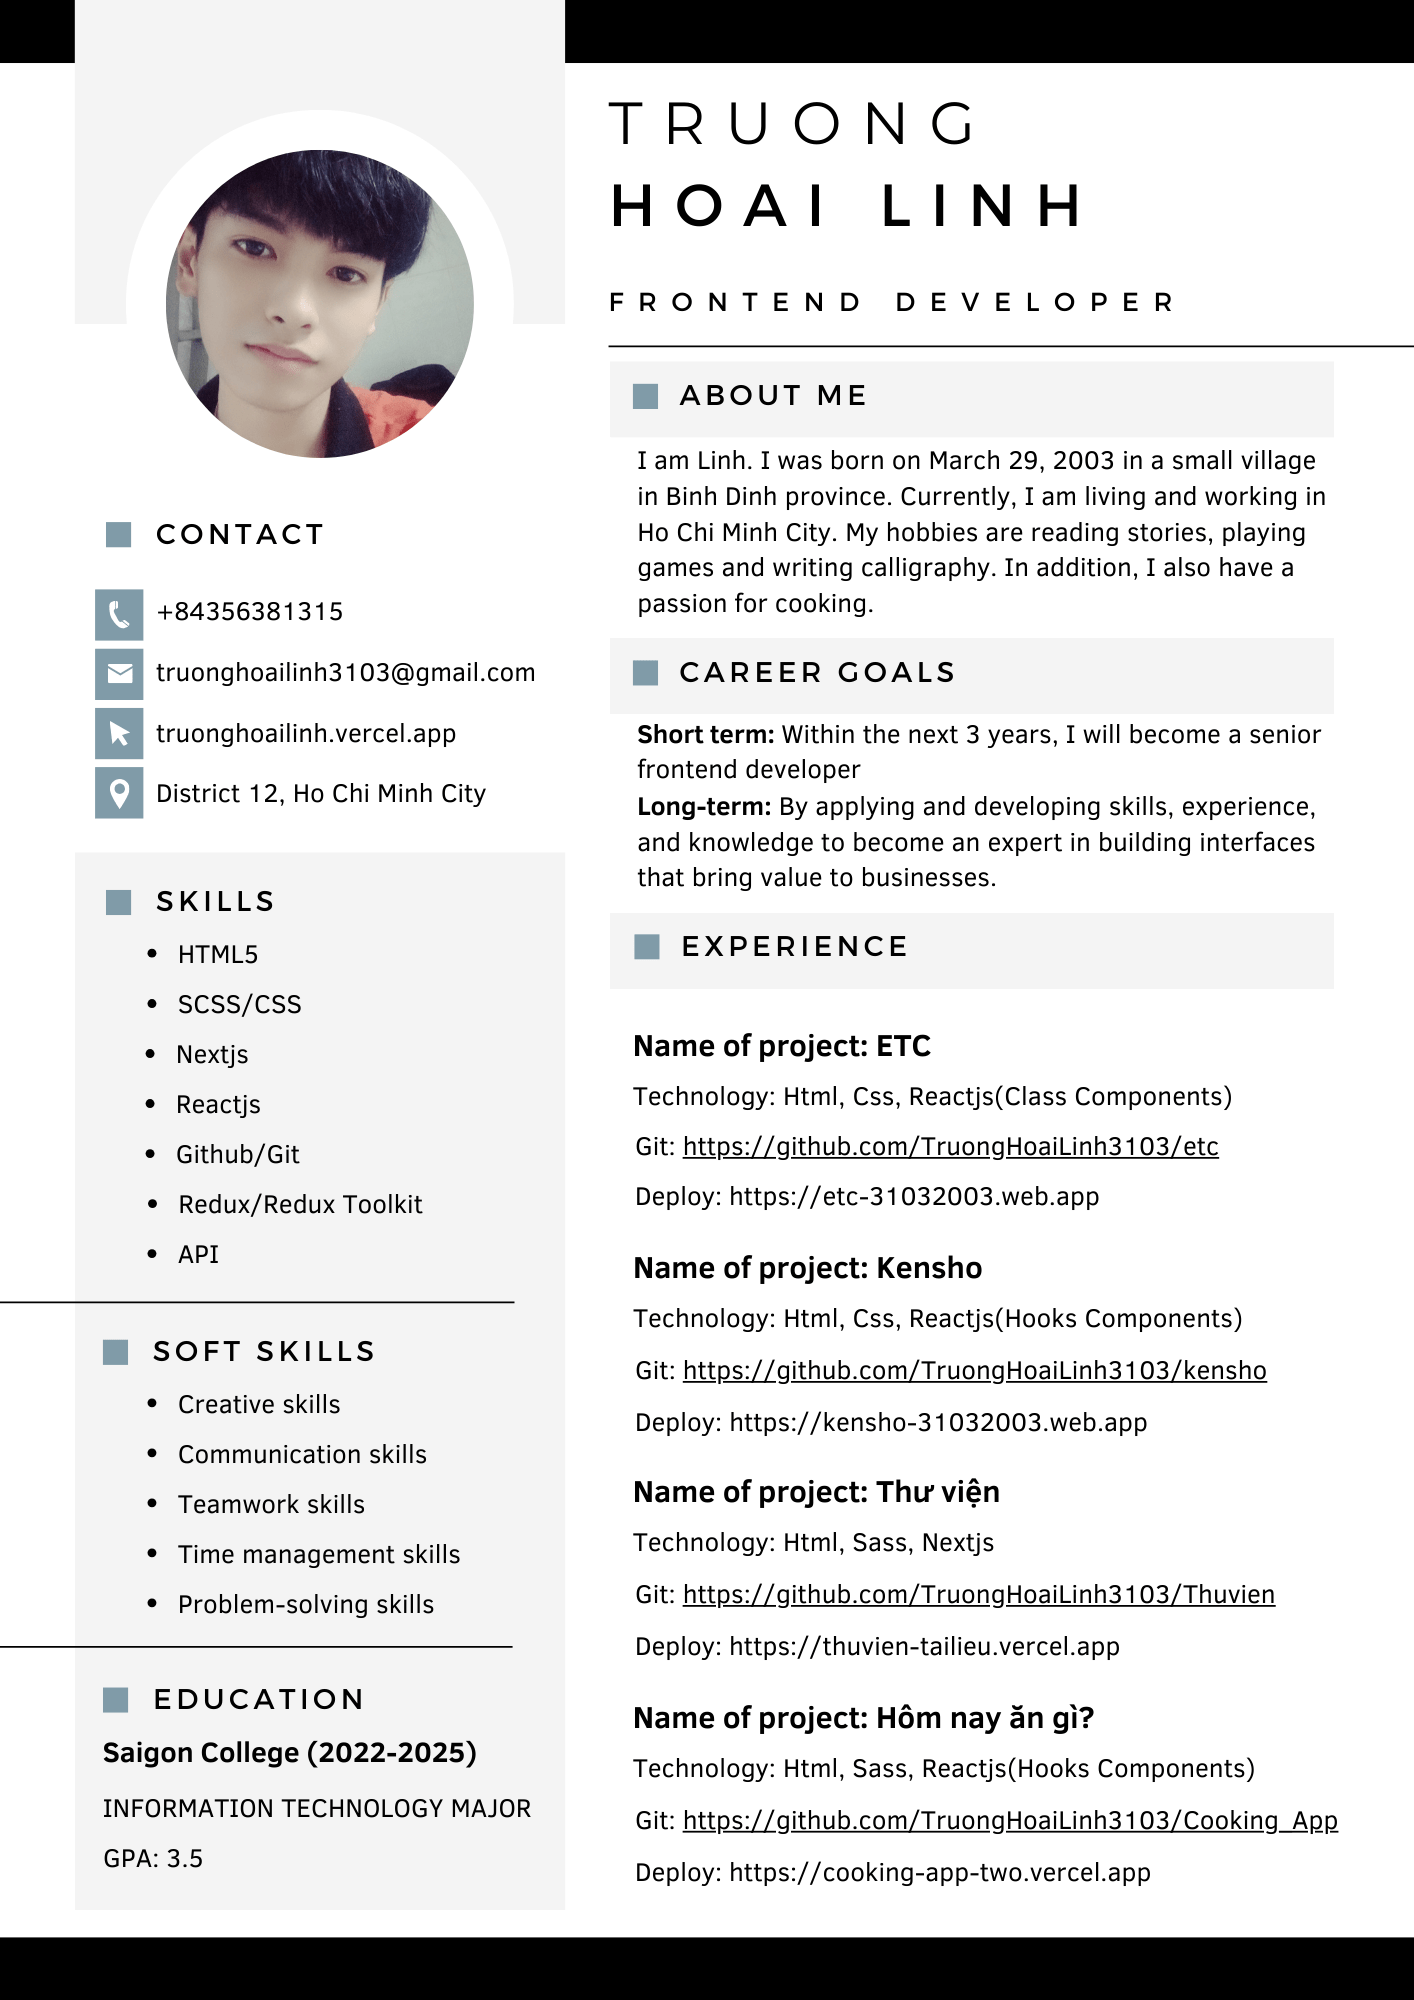 TRUONG
HOAI LINH
FRONTEND DEVELOPER
CONTACT
+84356381315
truonghoailinh3103@gmail.com
truonghoailinh.vercel.app
District 12, Ho Chi Minh City
SKILLS
• HTML5
• SCSS/CSS
• Nextjs
• Reactjs
• Github/Git
• Redux/Redux Toolkit
• API
SOFT SKILLS
• Creative skills
• Communication skills
• Teamwork skills
• Time management skills
• Problem-solving skills
EDUCATION
Saigon College (2022-2025)
INFORMATION TECHNOLOGY MAJOR
GPA: 3.5
ABOUT ME
I am Linh. I was born on March 29, 2003 in a small village
in Binh Dinh province. Currently, I am living and working in
Ho Chi Minh City. My hobbies are reading stories, playing
games and writing calligraphy. In addition, I also have a
passion for cooking.
CAREER GOALS
Short term: Within the next 3 years, I will become a senior
frontend developer
Long-term: By applying and developing skills, experience,
and knowledge to become an expert in building interfaces
that bring value to businesses.
EXPERIENCE
Name of project: ETC
Technology: Html, Css, Reactjs(Class Components)
Git: https://github.com/TruongHoaiLinh3103/etc
Deploy: https://etc-31032003.web.app
Name of project: Kensho
Technology: Html, Css, Reactjs(Hooks Components)
Git: https://github.com/TruongHoaiLinh3103/kensho
Deploy: https://kensho-31032003.web.app
Name of project: Thư viện
Technology: Html, Sass, Nextjs
Git: https://github.com/TruongHoaiLinh3103/Thuvien
Deploy: https://thuvien-tailieu.vercel.app
Name of project: Hôm nay ăn gì?
Technology: Html, Sass, Reactjs(Hooks Components)
Git: https://github.com/TruongHoaiLinh3103/Cooking_App
Deploy: https://cooking-app-two.vercel.app